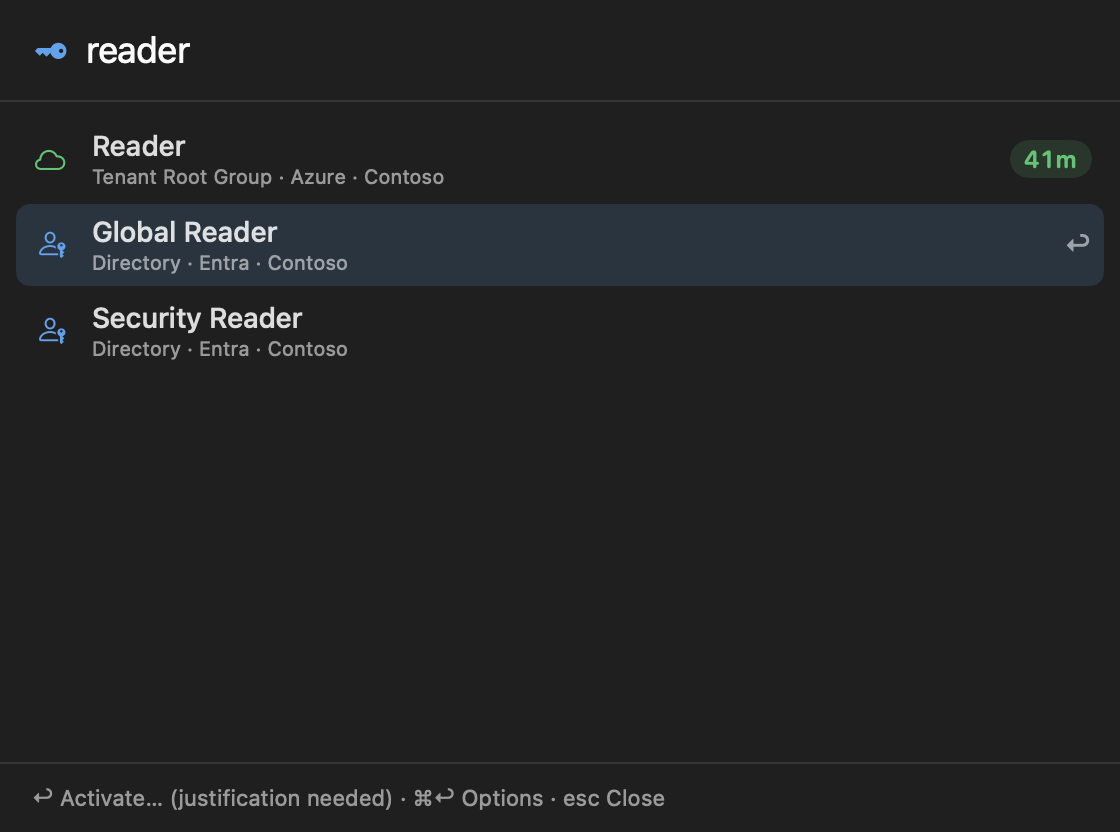 reader
Reader
Tenant Root Group · Azure · Contoso
41m
Global Reader
Directory · Entra · Contoso
↩
Security Reader
Directory · Entra · Contoso
↩ Activate… (justification needed) · ⌘↩ Options · esc Close